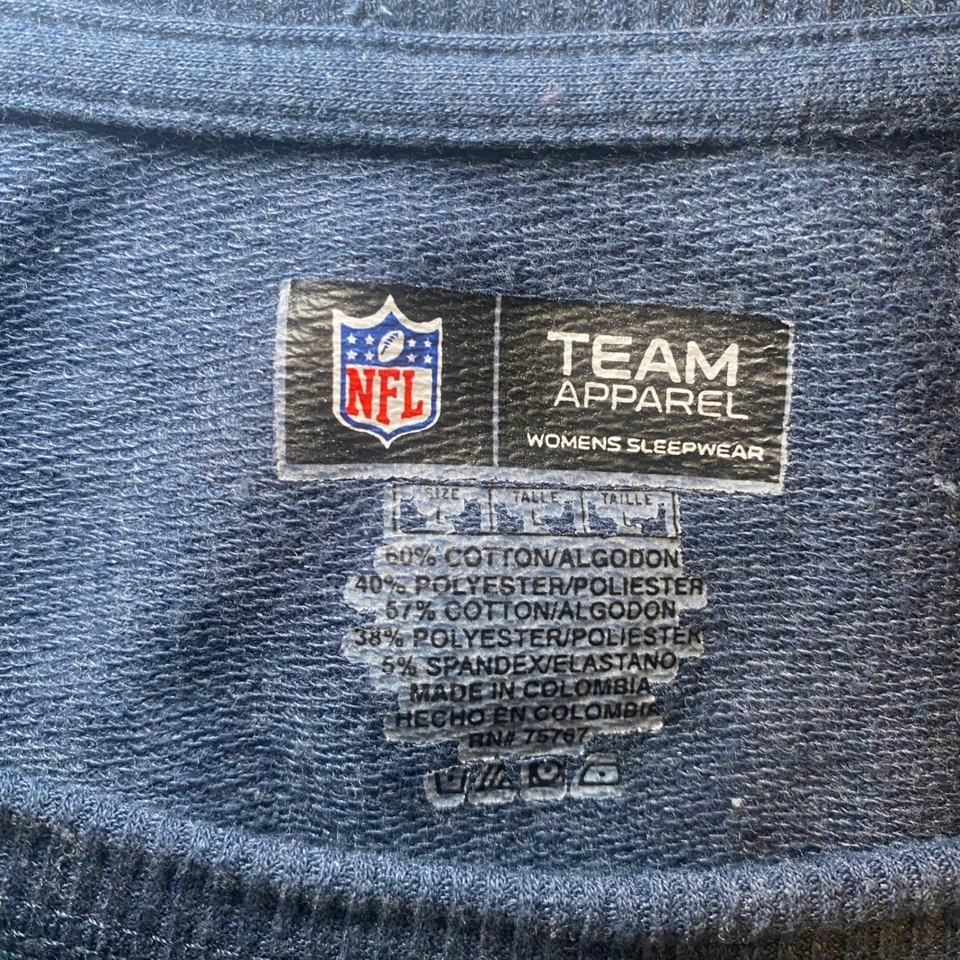 NFL
TEAM
APPAREL
WOMENS SLEEPWEAR
SIZE TALLE TAILLE
L L L
60% COTTON/ALGODON
40% POLYESTER/POLIESTER
57% COTTON/ALGODON
38% POLYESTER/POLIESTER
5% SPANDEX/ELASTANO
MADE IN COLOMBIA
HECHO EN COLOMBIA
RN# 75767